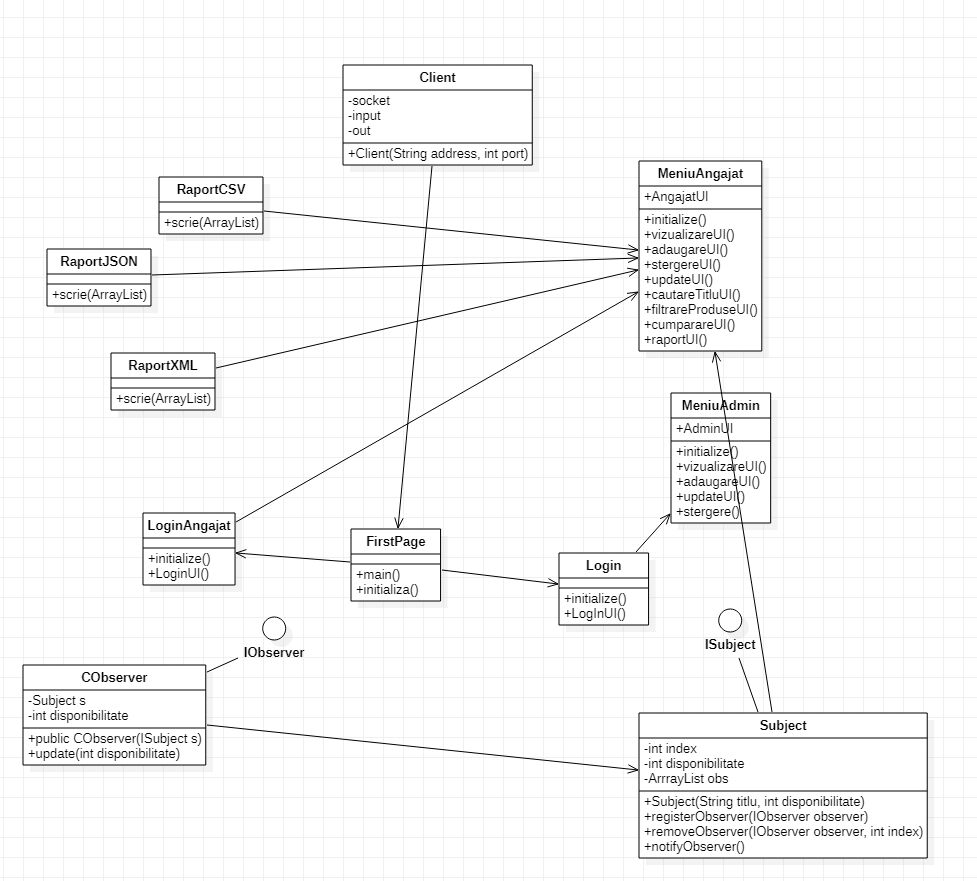 Client
-socket
-input
-out
+Client(String address, int port)
MeniuAngajat
+AngajatUI
+initialize()
+vizualizareUI()
+adaugareUI()
+stergereUI()
+updateUI()
+cautareTitluUI()
+filtrareProduseUI()
+cumparareUI()
+raportUI()
RaportCSV
+scrie(ArrayList)
RaportJSON
+scrie(ArrayList)
RaportXML
+scrie(ArrayList)
MeniuAdmin
+AdminUI
+initialize()
+vizualizareUI()
+adaugareUI()
+updateUI()
+stergere()
LoginAngajat
+initialize()
+LoginUI()
FirstPage
+main()
+initializa()
Login
+initialize()
+LogInUI()
IObserver
ISubject
CObserver
-Subject s
-int disponibilitate
+public CObserver(ISubject s)
+update(int disponibilitate)
Subject
-int index
-int disponibilitate
-ArrrayList obs
+Subject(String titlu, int disponibilitate)
+registerObserver(IObserver observer)
+removeObserver(IObserver observer, int index)
+notifyObserver()